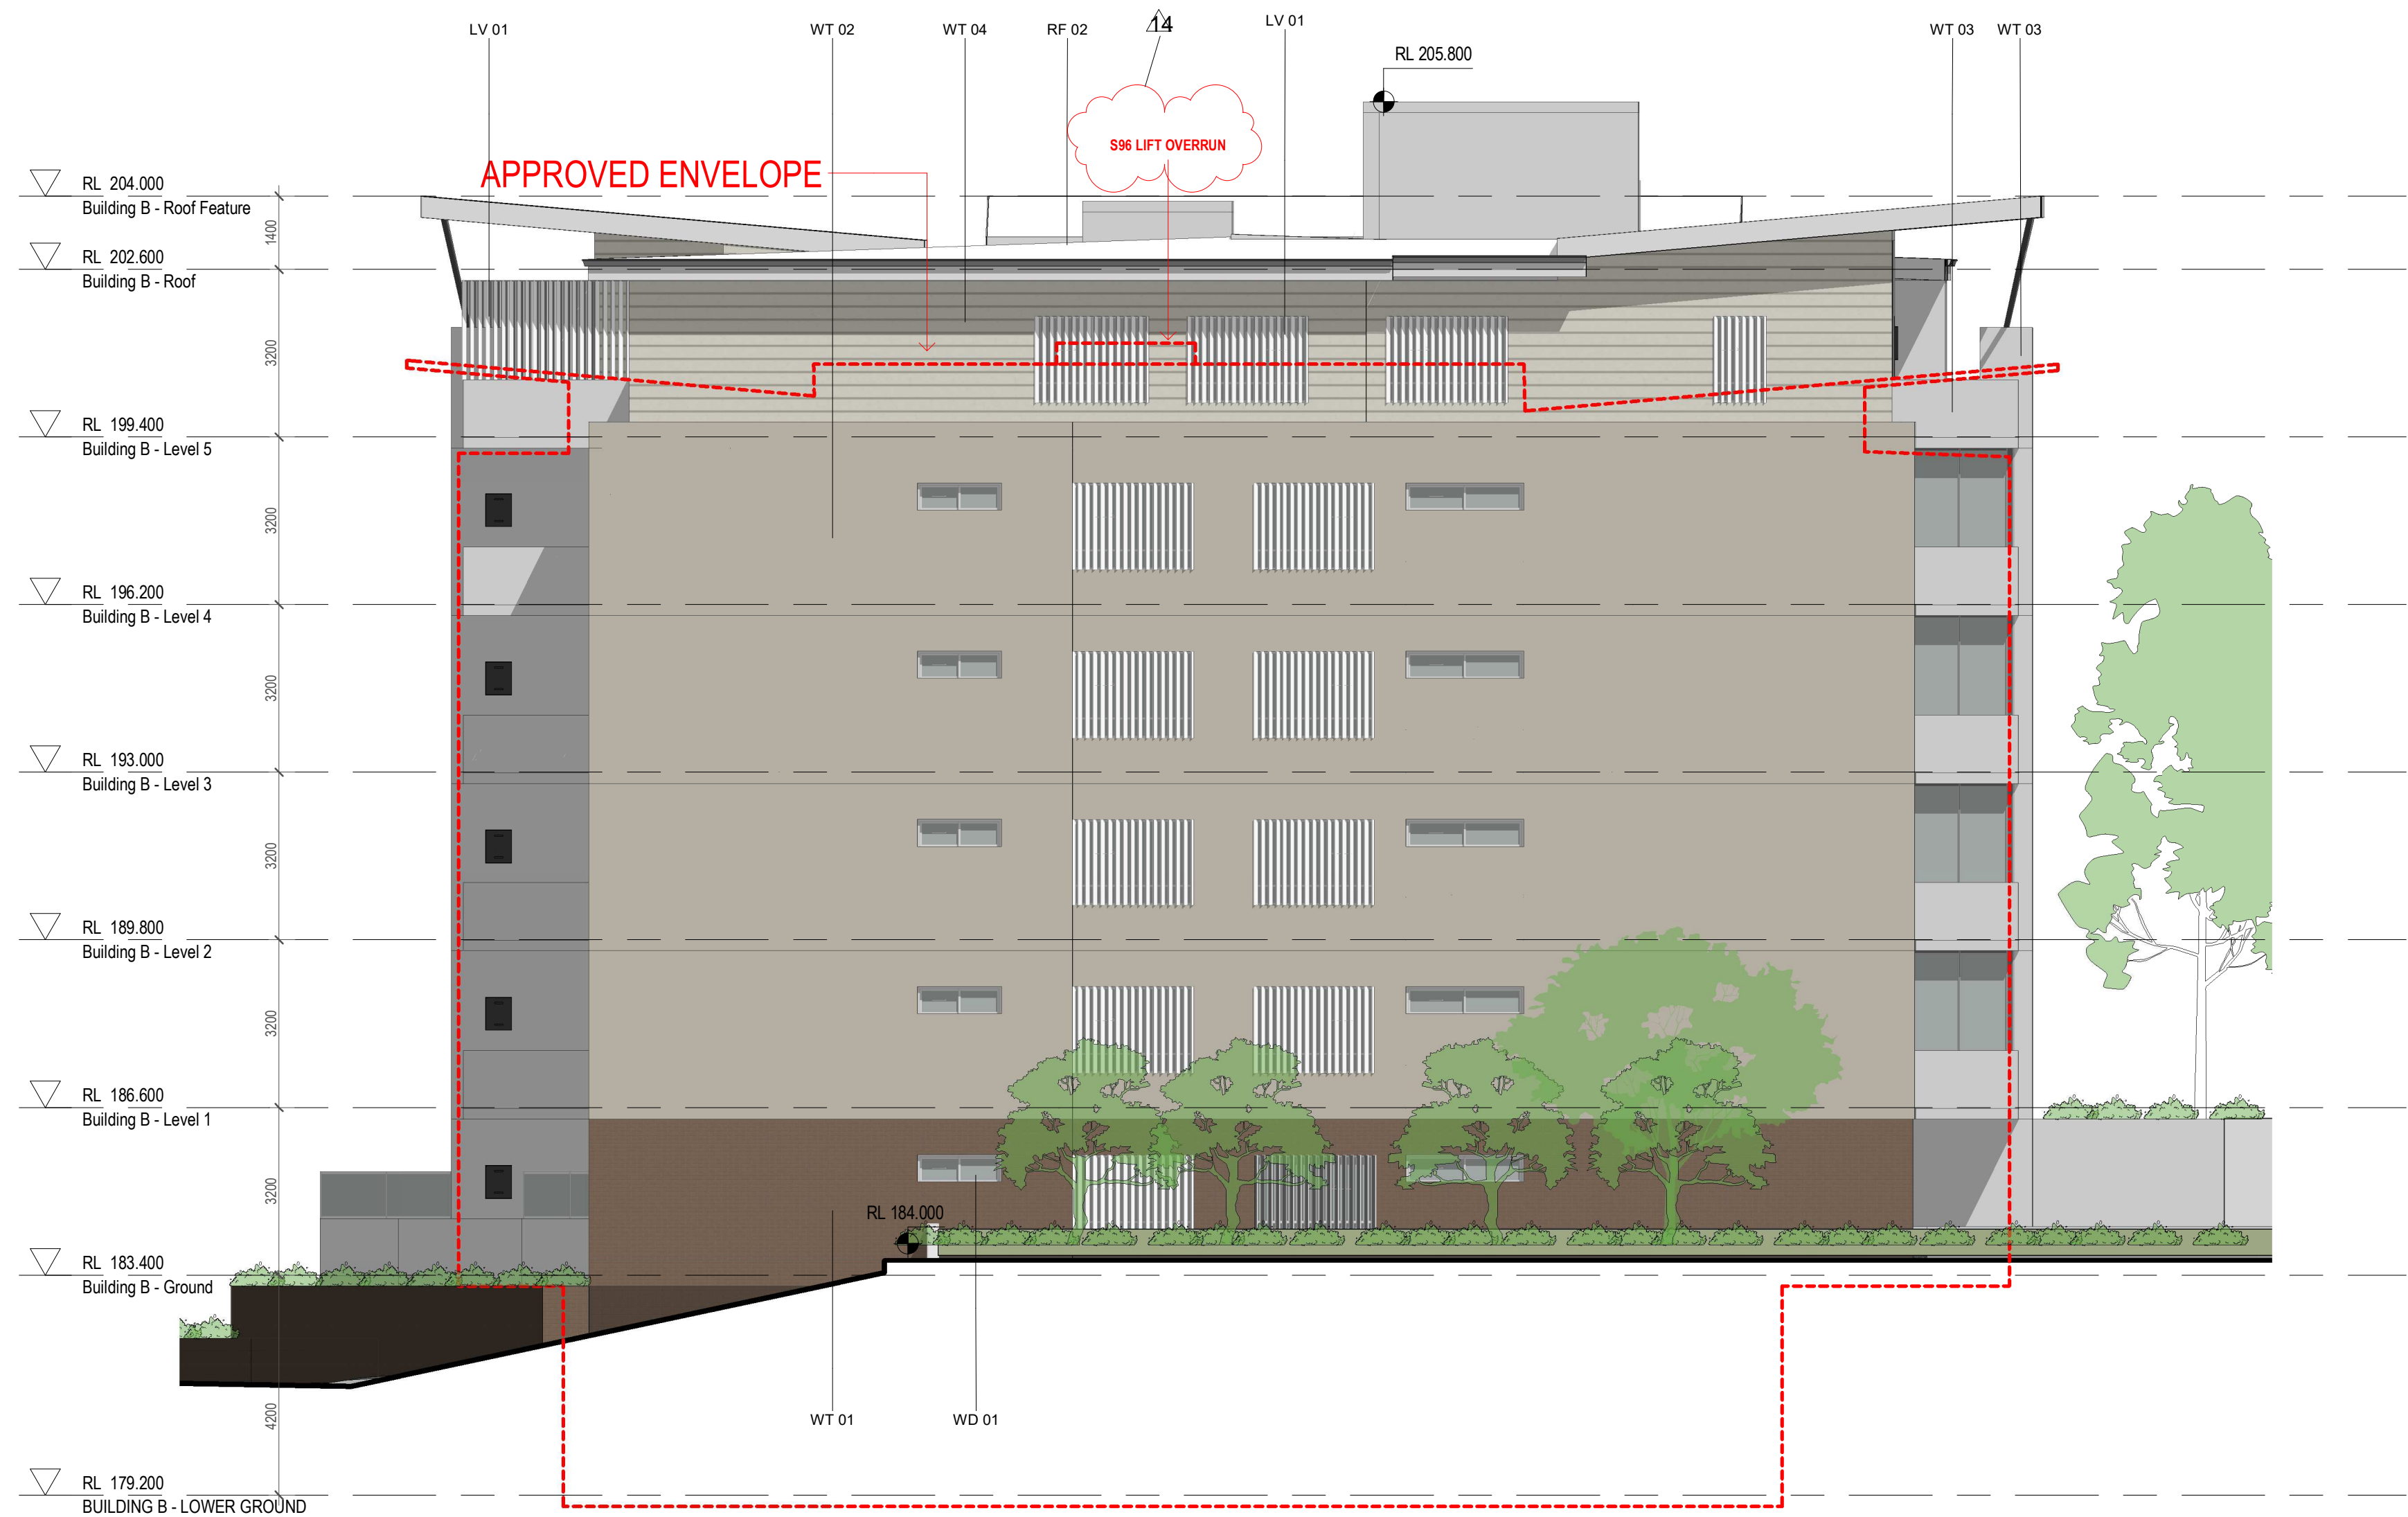 LV 01
WT 02
WT 04
RF 02
14
LV 01
WT 03
WT 03
RL 205.800
S96 LIFT OVERRUN
APPROVED ENVELOPE
RL 204.000
Building B - Roof Feature
1400
RL 202.600
Building B - Roof
3200
RL 199.400
Building B - Level 5
3200
RL 196.200
Building B - Level 4
3200
RL 193.000
Building B - Level 3
3200
RL 189.800
Building B - Level 2
3200
RL 186.600
Building B - Level 1
3200
RL 184.000
RL 183.400
Building B - Ground
4200
WT 01
WD 01
RL 179.200
BUILDING B - LOWER GROUND